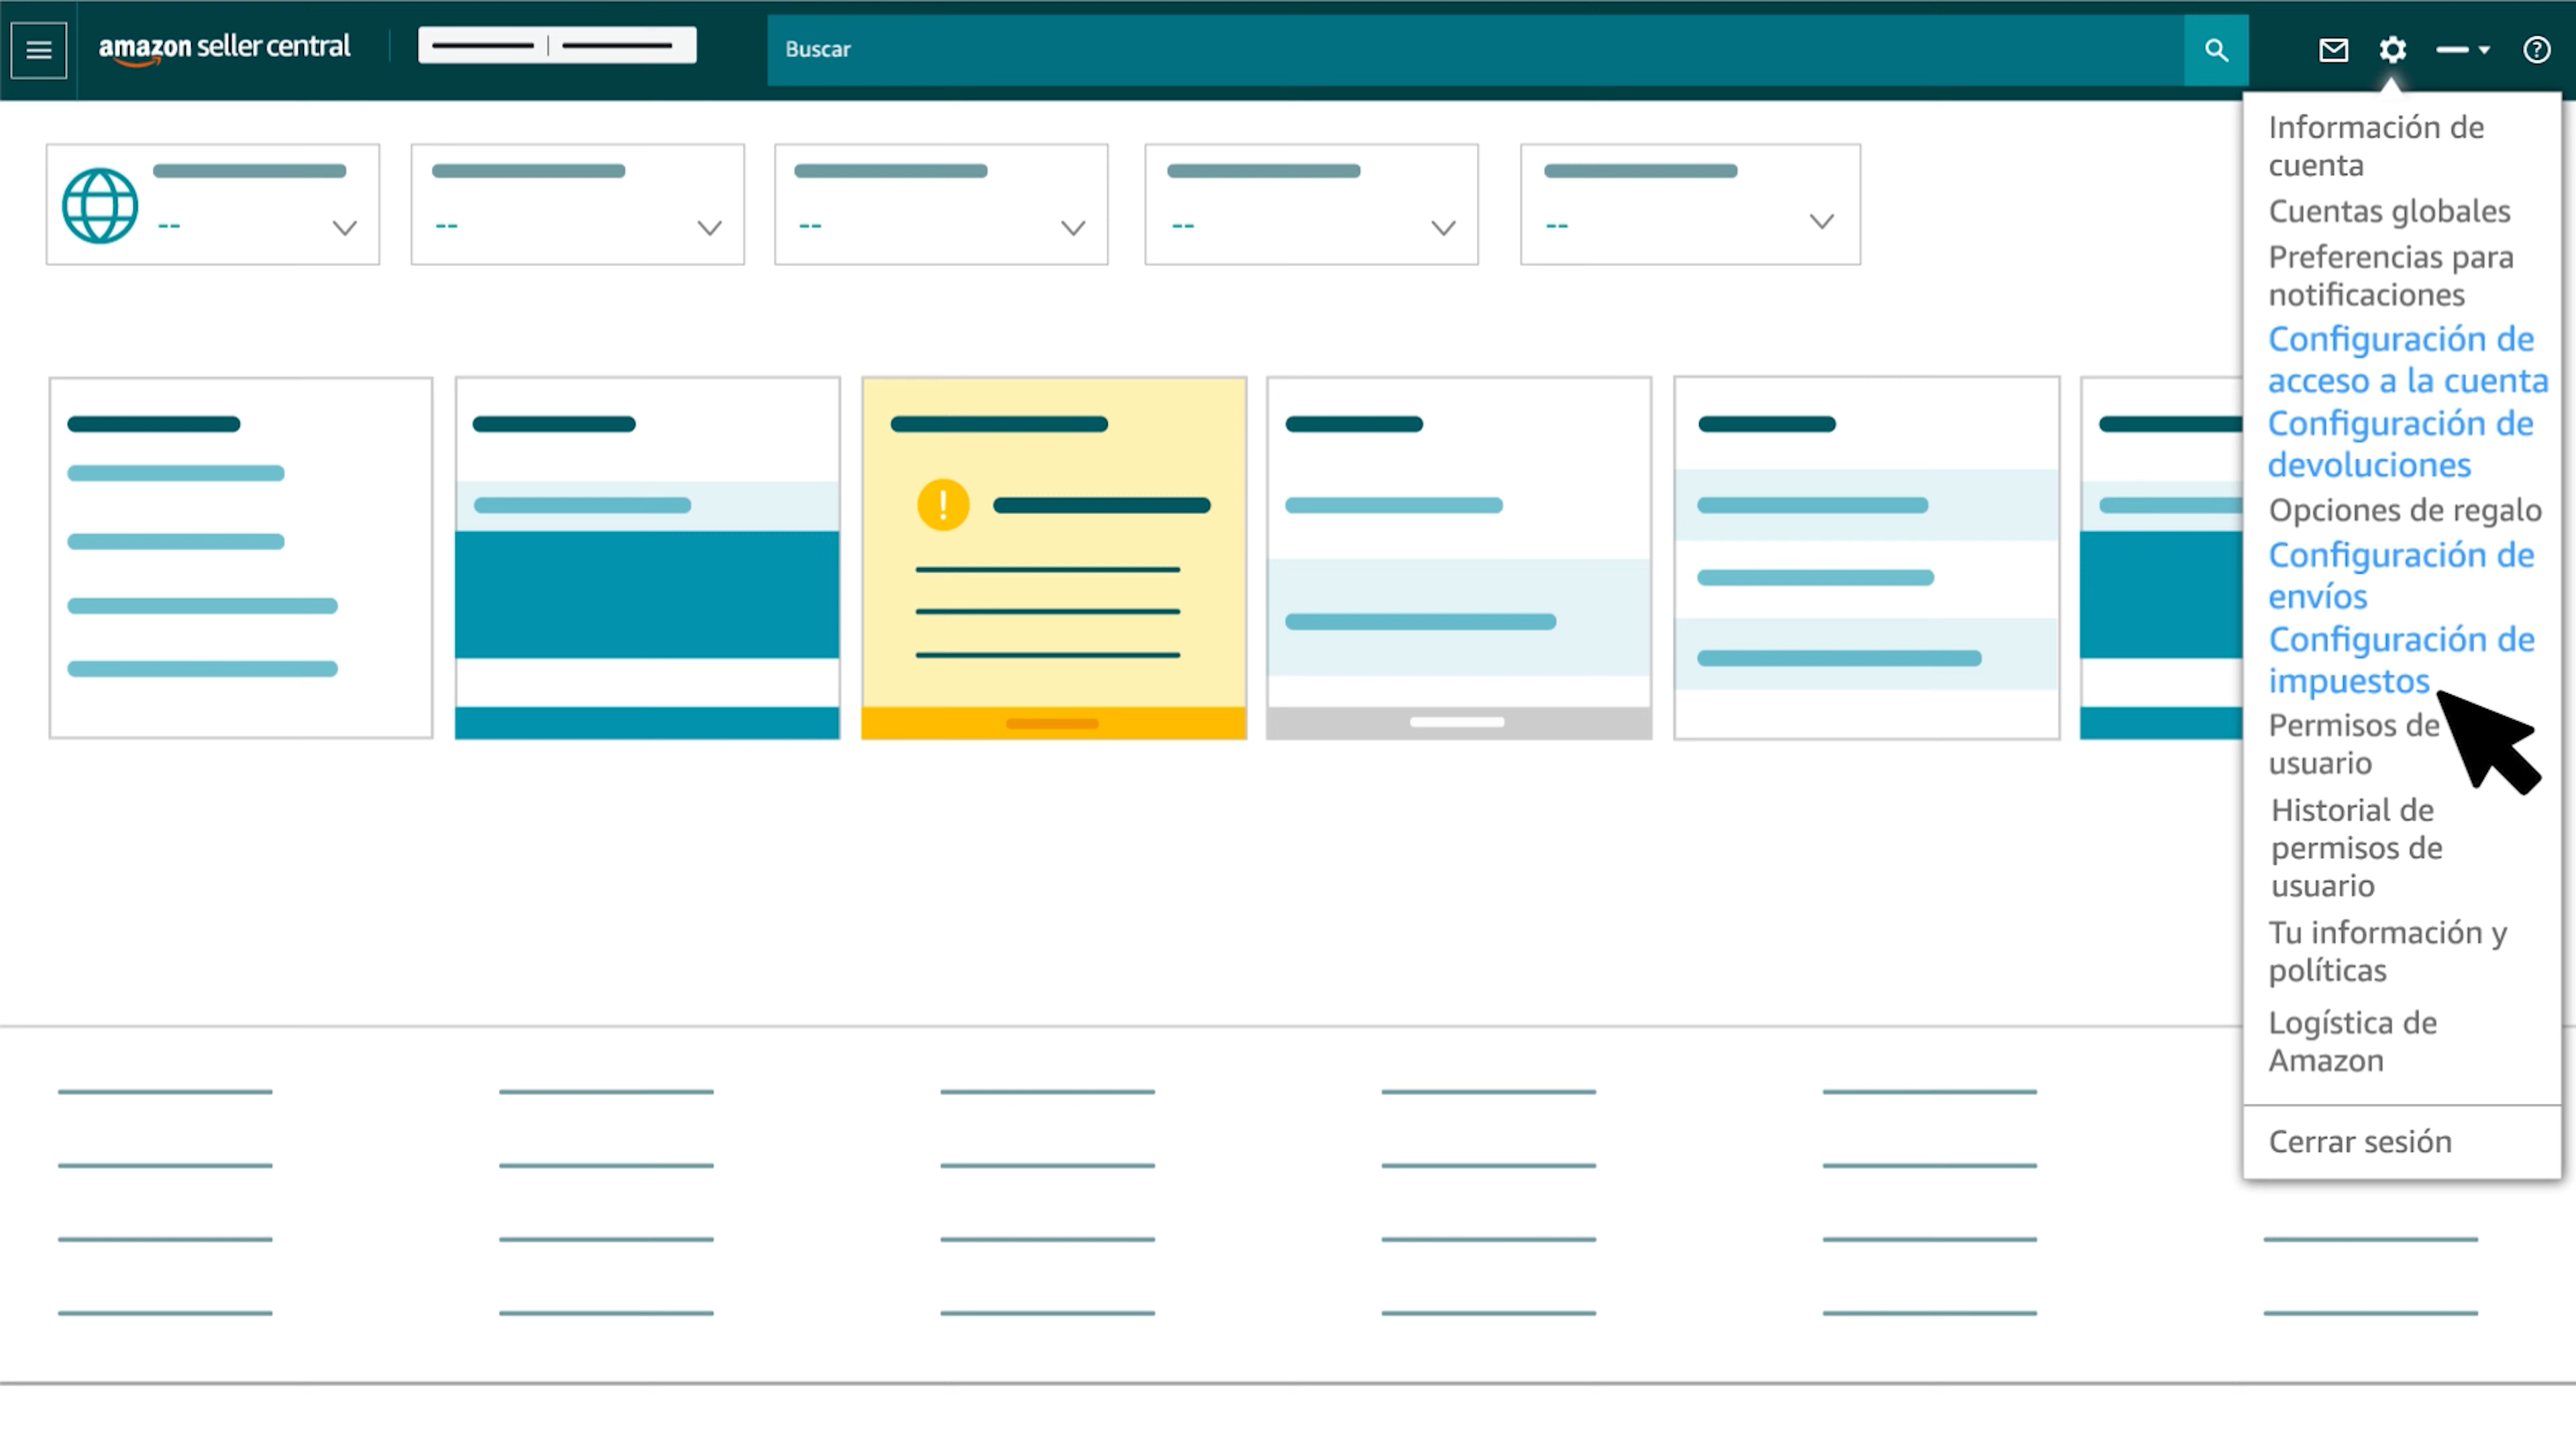 amazon seller central
Buscar
Información de
cuenta
Cuentas globales
Preferencias para
notificaciones
Configuración de
acceso a la cuenta
Configuración de
devoluciones
Opciones de regalo
Configuración de
envíos
Configuración de
impuestos
Permisos de
usuario
Historial de
permisos de
usuario
Tu información y
políticas
Logística de
Amazon
Cerrar sesión